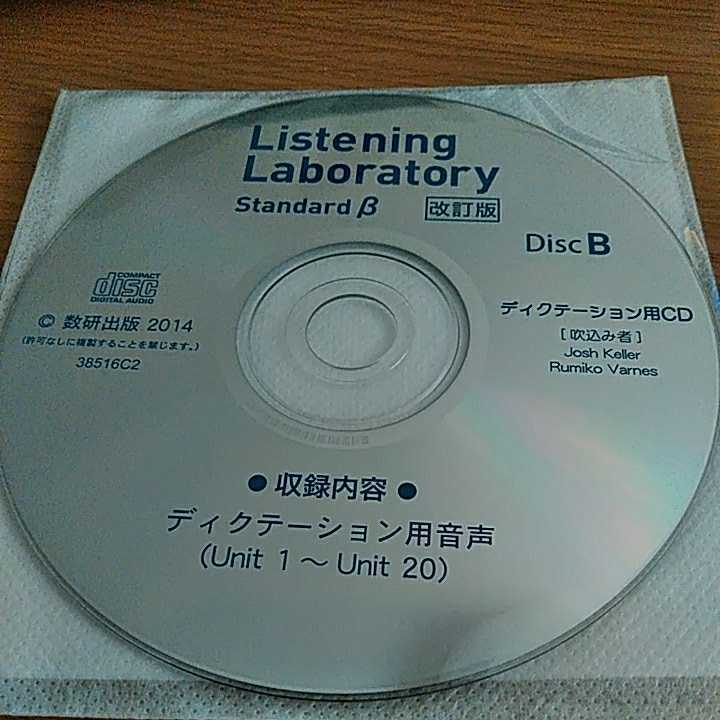 Listening
Laboratory
Standard β 改訂版
Disc B
COMPACT
disc
DIGITAL AUDIO
© 数研出版 2014
(許可なしに複製することを禁じます。)
38516C2
ディクテーション用CD
[吹込み者]
Josh Keller
Rumiko Varnes
● 収録内容 ●
ディクテーション用音声
(Unit 1 ～ Unit 20)